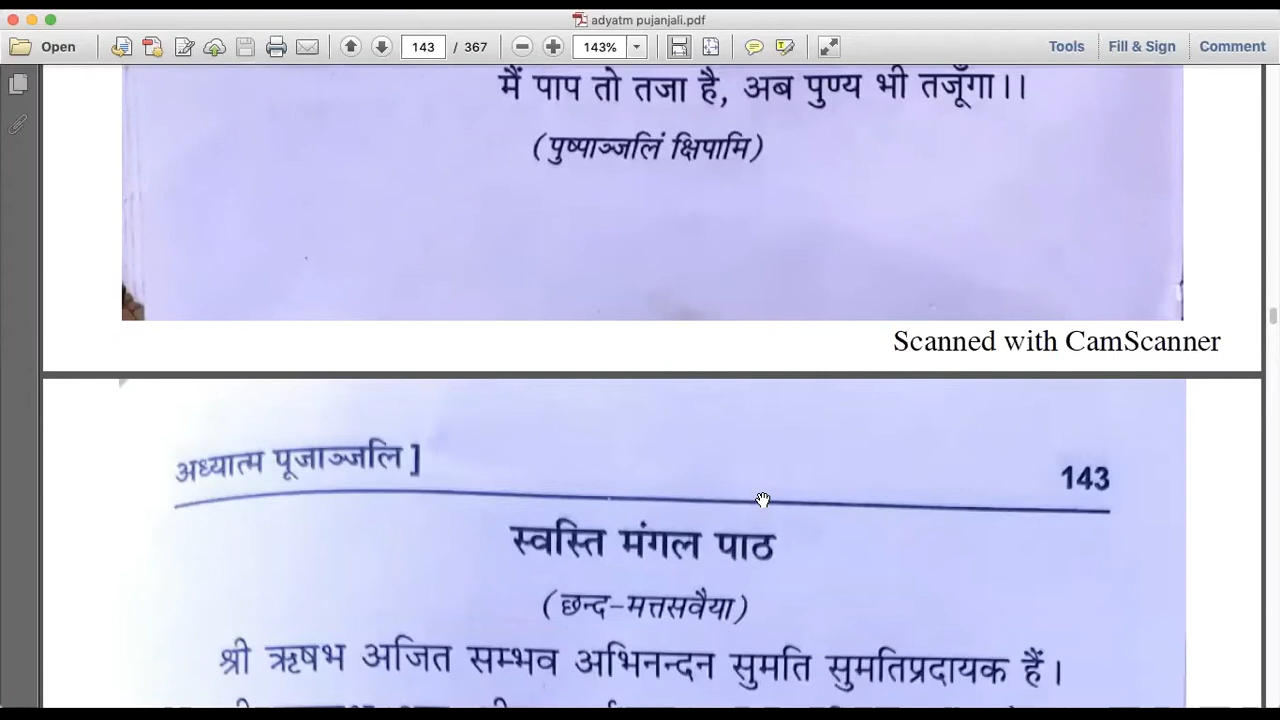 adyatm pujanjali.pdf
Open 143 / 367 143% Tools Fill & Sign Comment
मैं पाप तो तजा है, अब पुण्य भी तजूँगा।।
(पुष्पाञ्जलिं क्षिपामि)
Scanned with CamScanner
अध्यात्म पूजाञ्जलि ] 143
स्वस्ति मंगल पाठ
(छन्द-मत्तसवैया)
श्री ऋषभ अजित सम्भव अभिनन्दन सुमति सुमतिप्रदायक हैं।